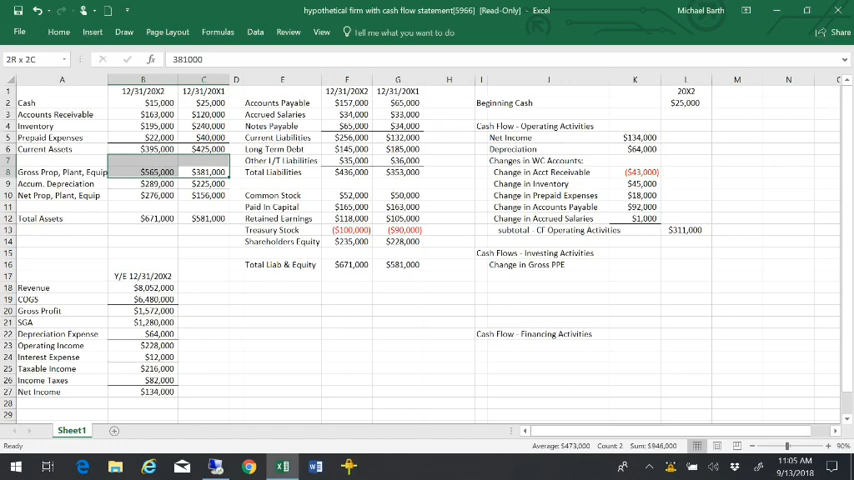 hypothetical firm with cash flow statement[5966] [Read-Only] - Excel
Michael Barth
File Home Insert Draw Page Layout Formulas Data Review View Tell me what you want to do Share
2R x 2C fx 381000
A B C D E F G H I J K L M N
1 12/31/20X2 12/31/20X1 12/31/20X2 12/31/20X1 20X2
2 Cash $15,000 $25,000 Accounts Payable $157,000 $65,000 Beginning Cash $25,000
3 Accounts Receivable $163,000 $120,000 Accrued Salaries $34,000 $33,000
4 Inventory $195,000 $240,000 Notes Payable $65,000 $34,000 Cash Flow - Operating Activities
5 Prepaid Expenses $22,000 $40,000 Current Liabilities $256,000 $132,000 Net Income $134,000
6 Current Assets $395,000 $425,000 Long Term Debt $145,000 $185,000 Depreciation $64,000
7 Other L/T Liabilities $35,000 $36,000 Changes in WC Accounts:
8 Gross Prop, Plant, Equip $565,000 $381,000 Total Liabilities $436,000 $353,000 Change in Acct Receivable ($43,000)
9 Accum. Depreciation $289,000 $225,000 Change in Inventory $45,000
10 Net Prop, Plant, Equip $276,000 $156,000 Common Stock $52,000 $50,000 Change in Prepaid Expenses $18,000
11 Paid In Capital $165,000 $163,000 Change in Accounts Payable $92,000
12 Total Assets $671,000 $581,000 Retained Earnings $118,000 $105,000 Change in Accrued Salaries $1,000
13 Treasury Stock ($100,000) ($90,000) subtotal - CF Operating Activities $311,000
14 Shareholders Equity $235,000 $228,000
15 Cash Flows - Investing Activities
16 Total Liab & Equity $671,000 $581,000 Change in Gross PPE
17 Y/E 12/31/20X2
18 Revenue $8,052,000
19 COGS $6,480,000
20 Gross Profit $1,572,000
21 SGA $1,280,000
22 Depreciation Expense $64,000 Cash Flow - Financing Activities
23 Operating Income $228,000
24 Interest Expense $12,000
25 Taxable Income $216,000
26 Income Taxes $82,000
27 Net Income $134,000
28
29
Sheet1
Ready Average: $473,000 Count: 2 Sum: $946,000 90%
11:05 AM
9/13/2018